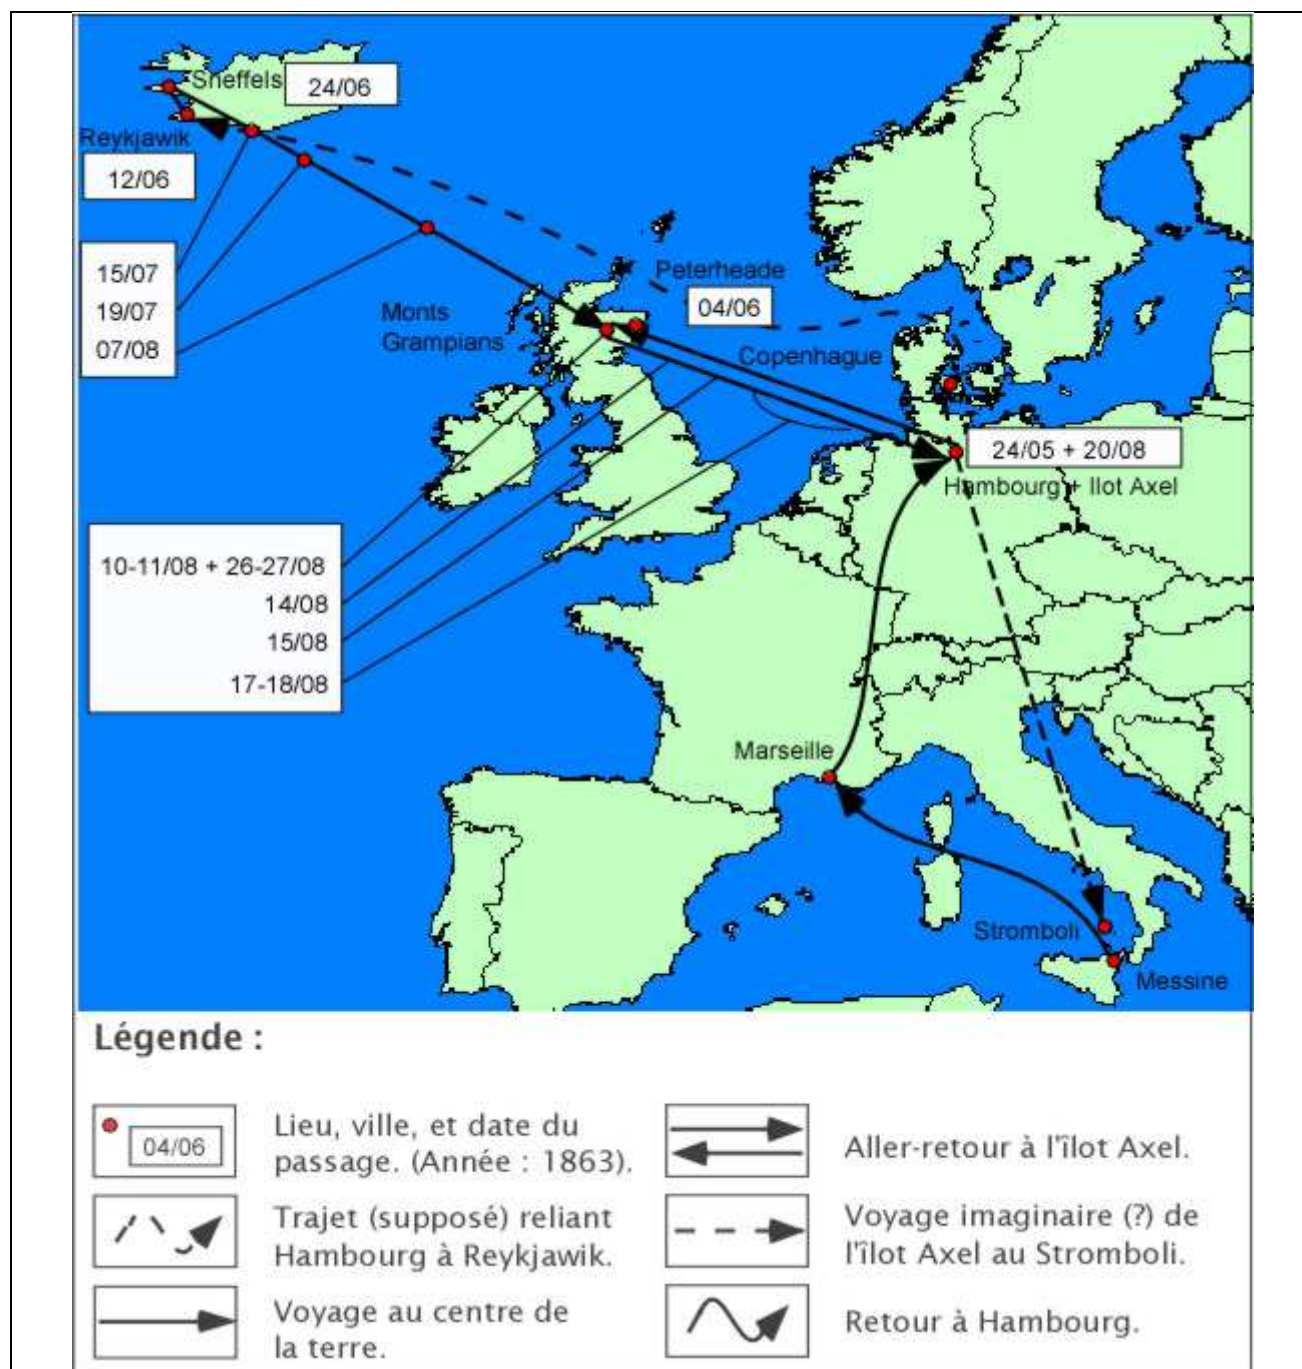 Sneffels
24/06
Reykjawik
12/06
15/07
19/07
07/08
Monts
Grampians
Peterheade
04/06
Copenhague
24/05 + 20/08
Hambourg + Ilot Axel
10-11/08 + 26-27/08
14/08
15/08
17-18/08
Marseille
Stromboli
Messine
Légende :
04/06
Lieu, ville, et date du
passage. (Année : 1863).
Trajet (supposé) reliant
Hambourg à Reykjawik.
Voyage au centre de
la terre.
Aller-retour à l'îlot Axel.
Voyage imaginaire (?) de
l'îlot Axel au Stromboli.
Retour à Hambourg.